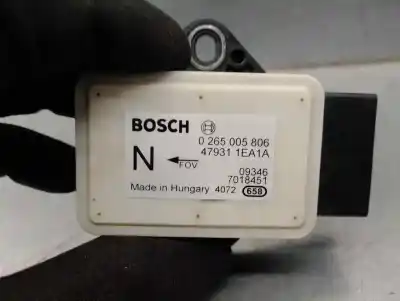 BOSCH
0 265 005 806
47931 1EA1A
N
FOV
09346
7018451
Made in Hungary 4072 658